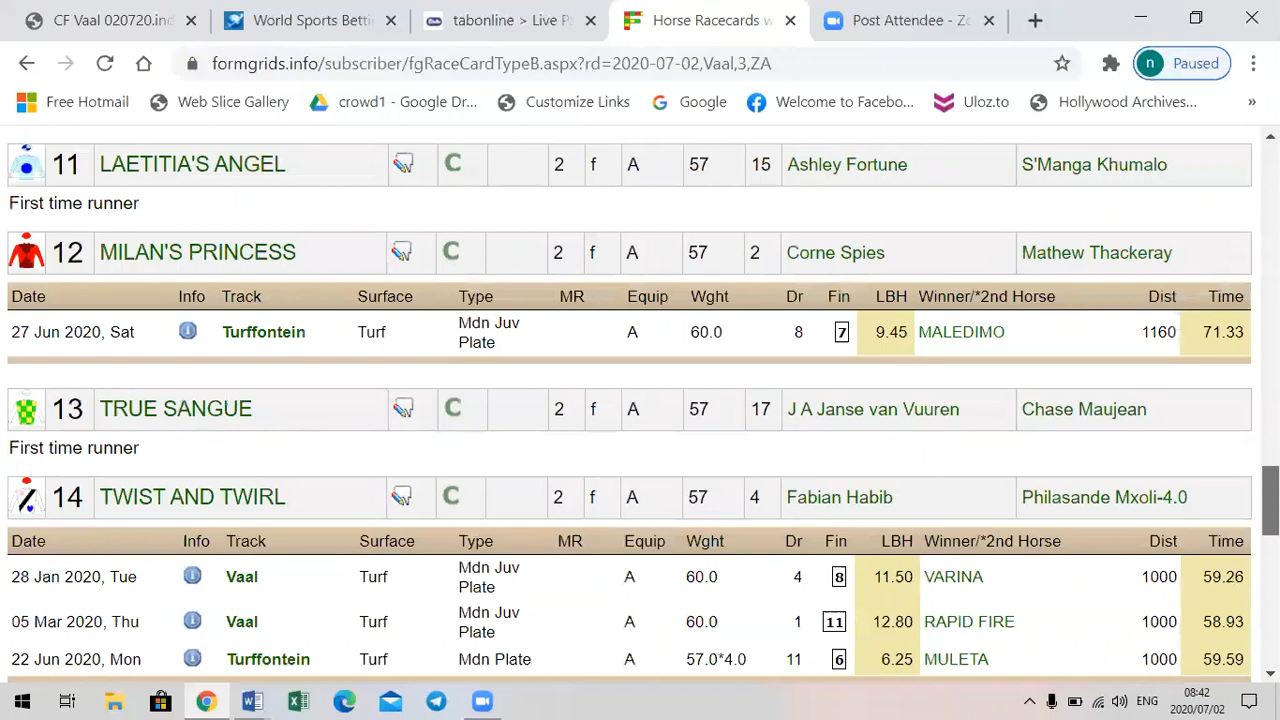 CF Vaal 020720.in
World Sports Bett
tabonline > Live P
Horse Racecards w
Post Attendee - Zo
formgrids.info/subscriber/fgRaceCardTypeB.aspx?rd=2020-07-02,Vaal,3,ZA
n Paused
Free Hotmail Web Slice Gallery crowd1 - Google Dr... Customize Links Google Welcome to Facebo... Uloz.to Hollywood Archives... »
11 LAETITIA'S ANGEL C 2 f A 57 15 Ashley Fortune S'Manga Khumalo
First time runner
12 MILAN'S PRINCESS C 2 f A 57 2 Corne Spies Mathew Thackeray
Date Info Track Surface Type MR Equip Wght Dr Fin LBH Winner/*2nd Horse Dist Time
27 Jun 2020, Sat Turffontein Turf Mdn Juv Plate A 60.0 8 7 9.45 MALEDIMO 1160 71.33
13 TRUE SANGUE C 2 f A 57 17 J A Janse van Vuuren Chase Maujean
First time runner
14 TWIST AND TWIRL C 2 f A 57 4 Fabian Habib Philasande Mxoli-4.0
Date Info Track Surface Type MR Equip Wght Dr Fin LBH Winner/*2nd Horse Dist Time
28 Jan 2020, Tue Vaal Turf Mdn Juv Plate A 60.0 4 8 11.50 VARINA 1000 59.26
05 Mar 2020, Thu Vaal Turf Mdn Juv Plate A 60.0 1 11 12.80 RAPID FIRE 1000 58.93
22 Jun 2020, Mon Turffontein Turf Mdn Plate A 57.0*4.0 11 6 6.25 MULETA 1000 59.59
ENG
08:42
2020/07/02